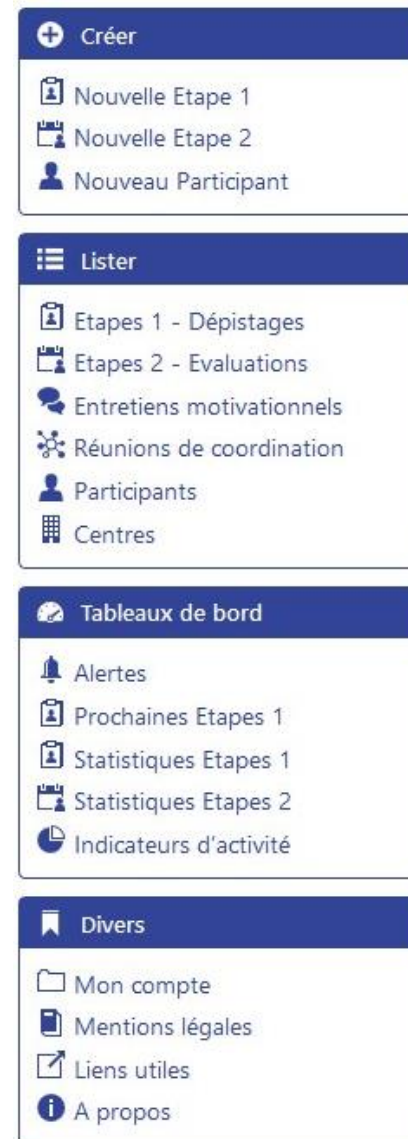 Créer
Nouvelle Etape 1
Nouvelle Etape 2
Nouveau Participant
Lister
Etapes 1 - Dépistages
Etapes 2 - Evaluations
Entretiens motivationnels
Réunions de coordination
Participants
Centres
Tableaux de bord
Alertes
Prochaines Etapes 1
Statistiques Etapes 1
Statistiques Etapes 2
Indicateurs d'activité
Divers
Mon compte
Mentions légales
Liens utiles
A propos